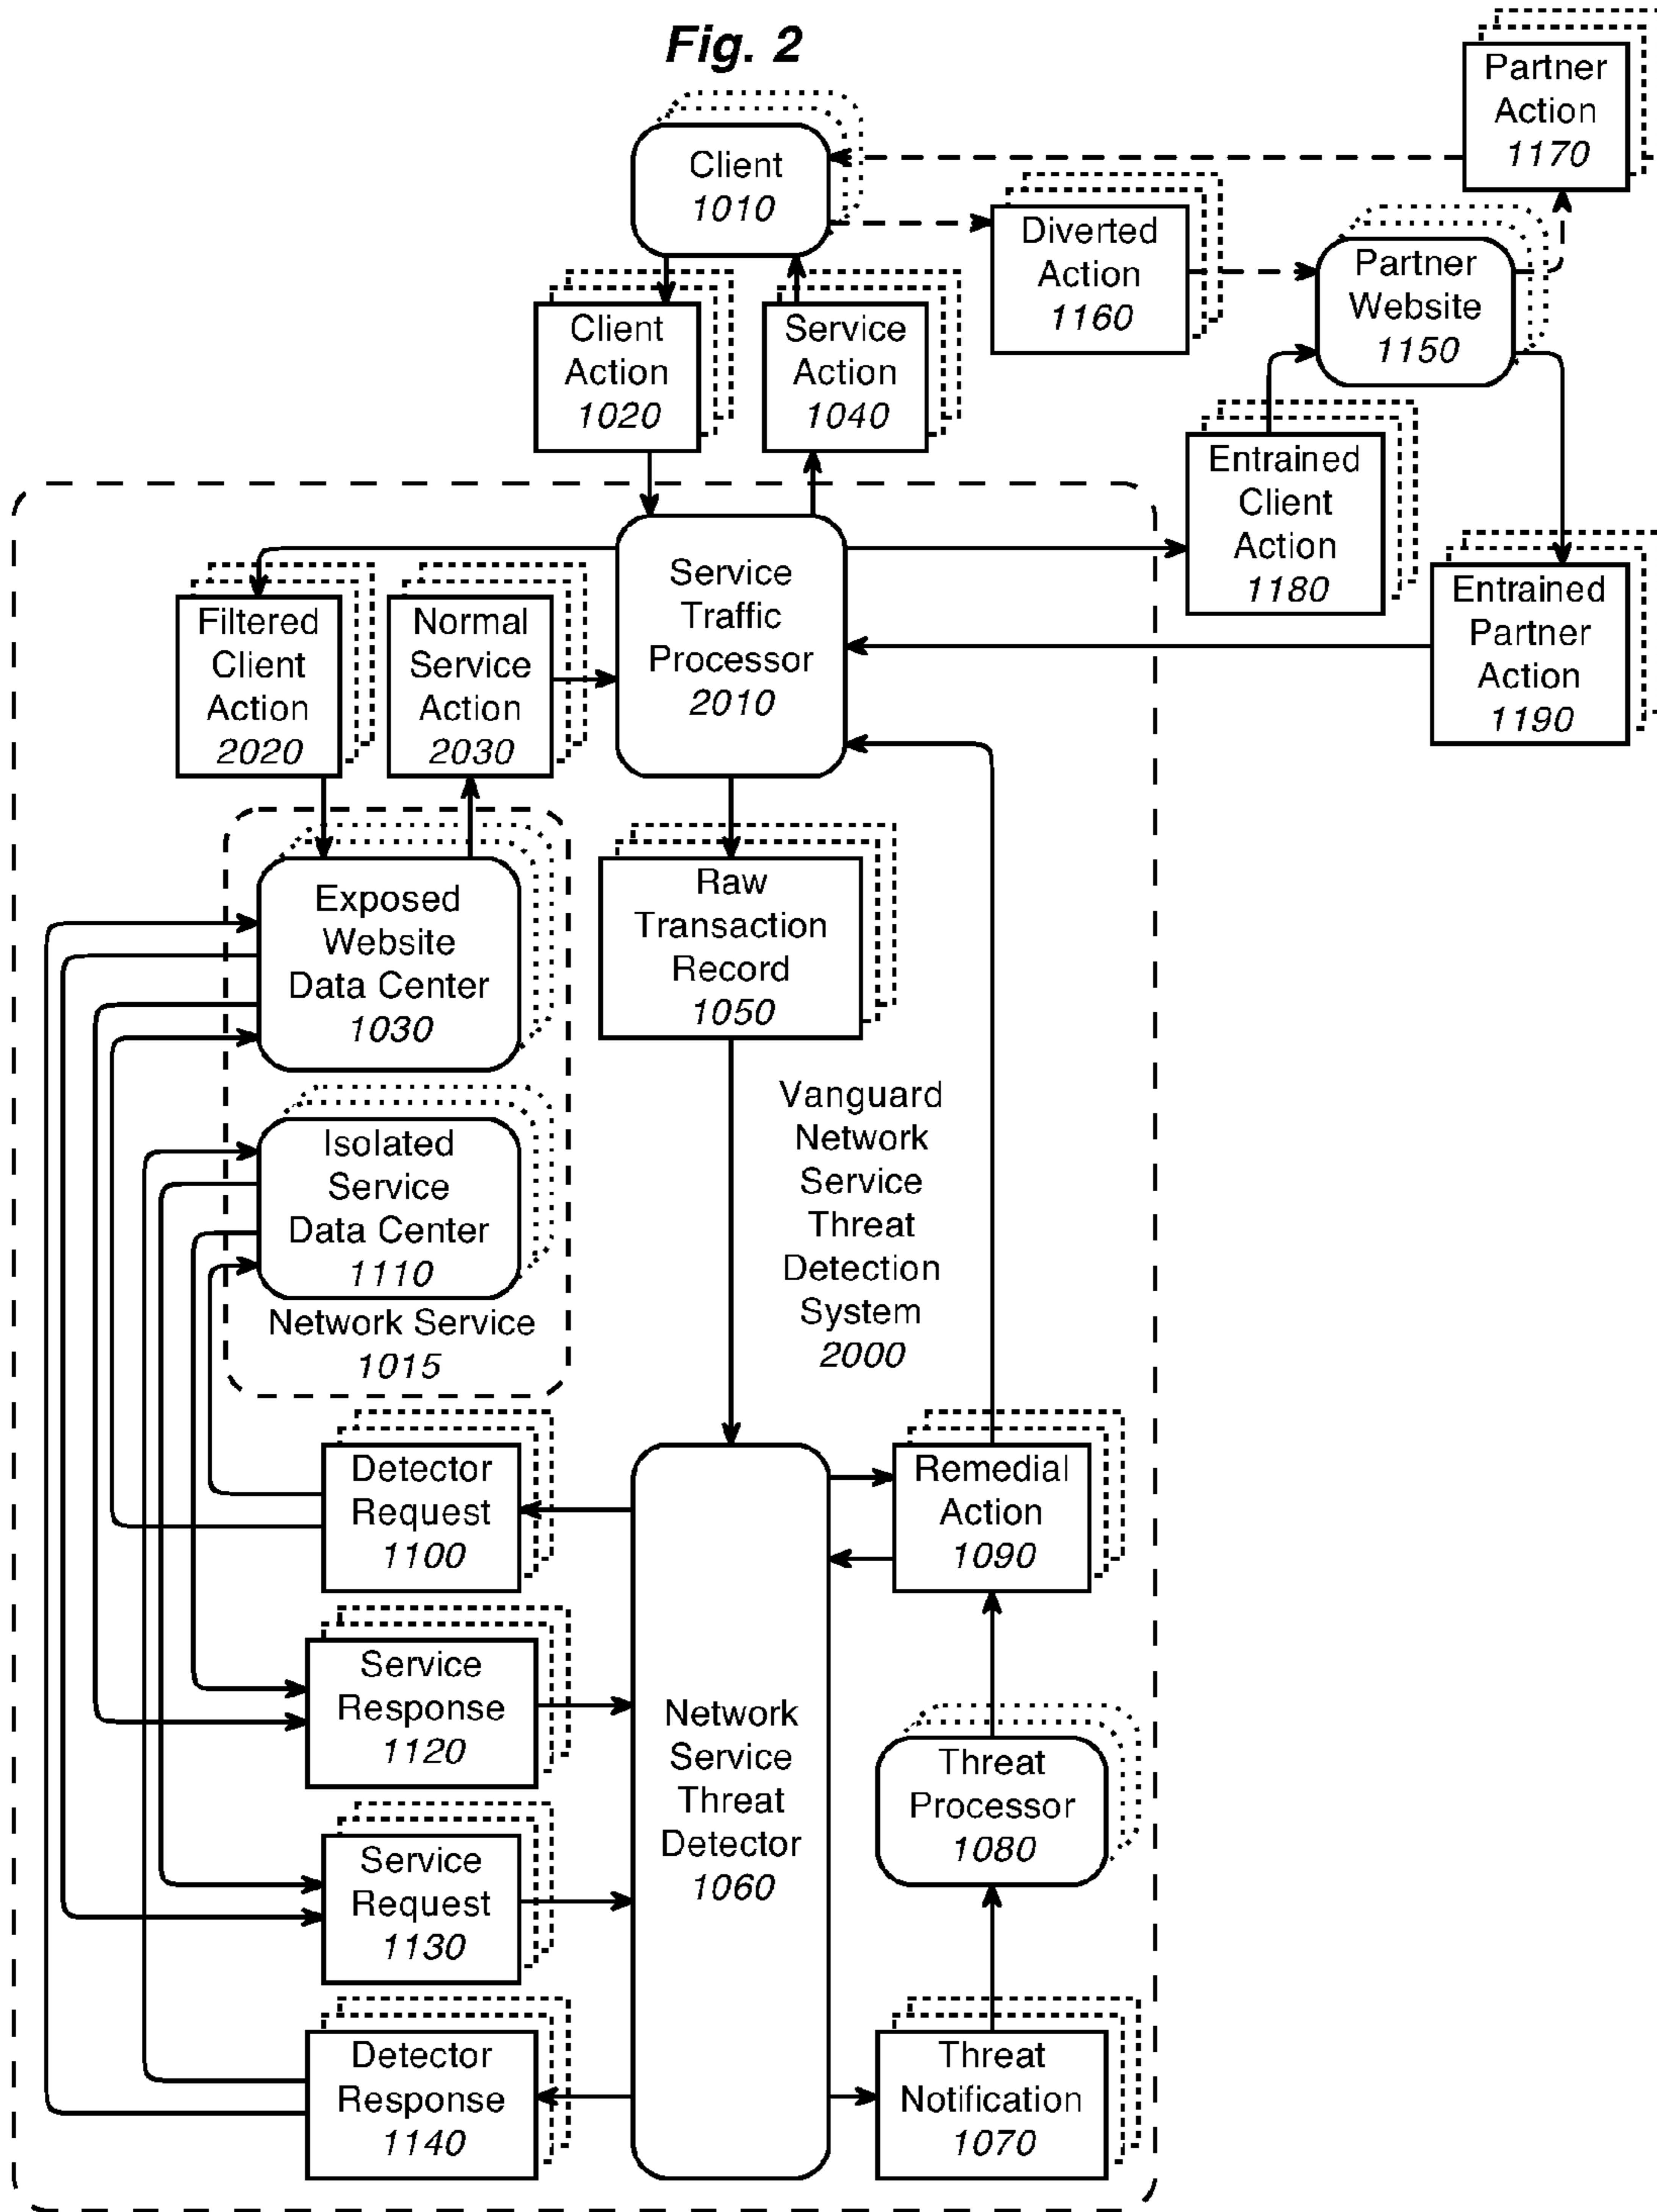 Fig. 2
Partner
Action
1170
Client
1010
Diverted
Action
1160
Partner
Website
1150
Client
Action
1020
Service
Action
1040
Entrained
Client
Action
1180
Entrained
Partner
Action
1190
Service
Traffic
Processor
2010
Filtered
Client
Action
2020
Normal
Service
Action
2030
Exposed
Website
Data Center
1030
Raw
Transaction
Record
1050
Isolated
Service
Data Center
1110
Network Service
1015
Vanguard
Network
Service
Threat
Detection
System
2000
Detector
Request
1100
Remedial
Action
1090
Service
Response
1120
Network
Service
Threat
Detector
1060
Threat
Processor
1080
Service
Request
1130
Detector
Response
1140
Threat
Notification
1070